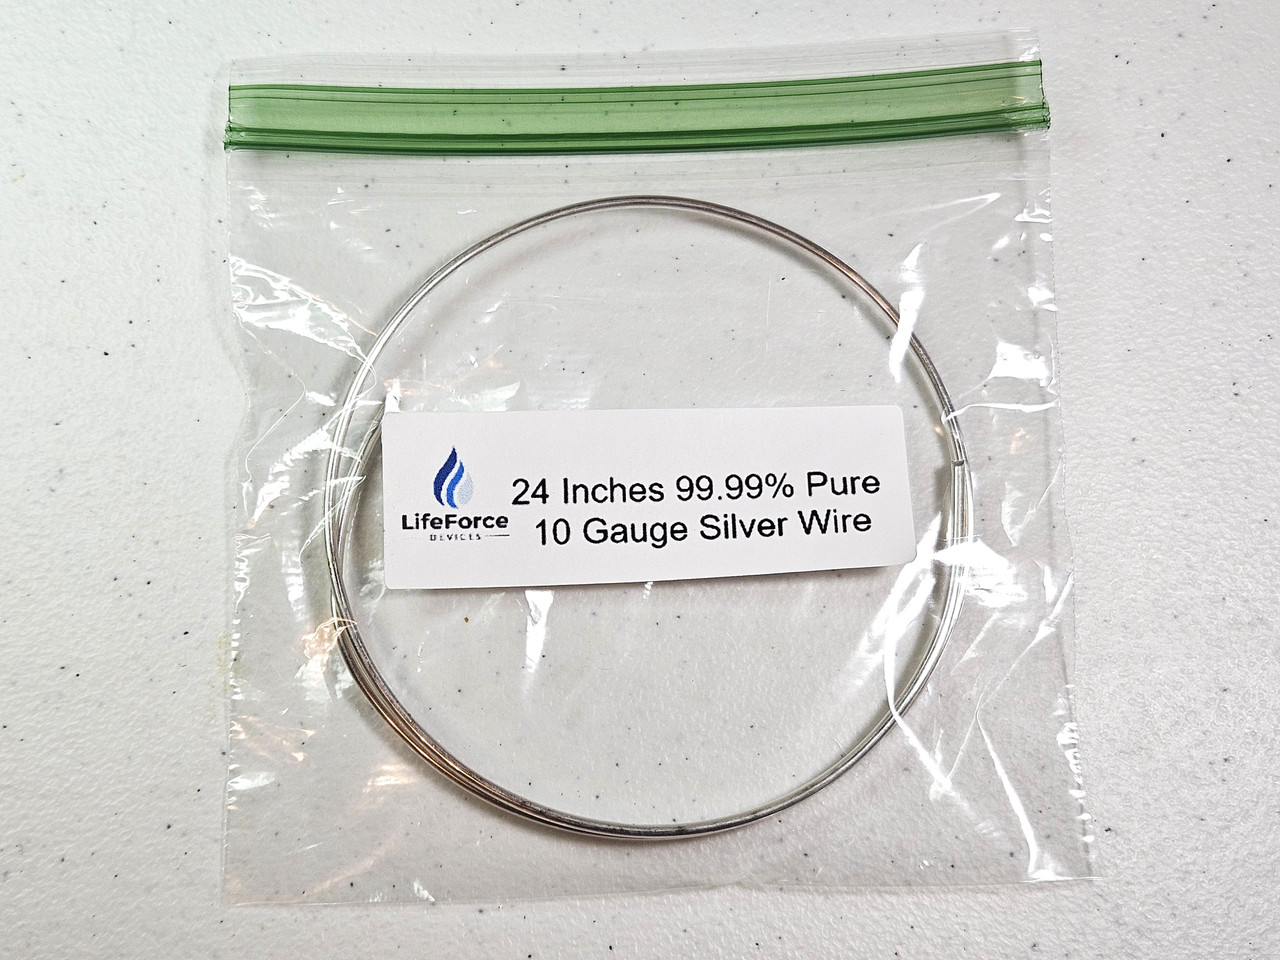 24 Inches 99.99% Pure
10 Gauge Silver Wire
LifeForce
DEVICES